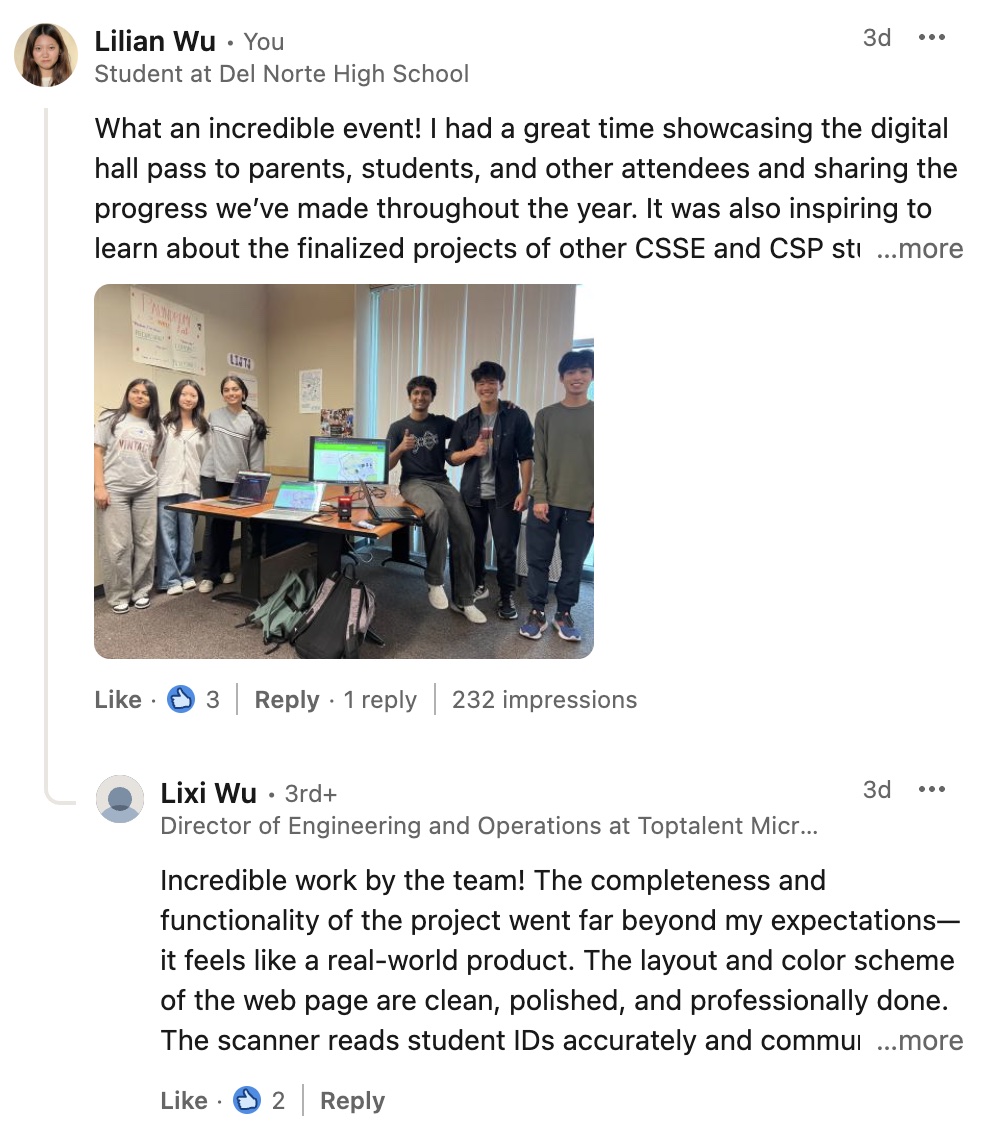 Lilian Wu • You
3d •••
Student at Del Norte High School
What an incredible event! I had a great time showcasing the digital
hall pass to parents, students, and other attendees and sharing the
progress we’ve made throughout the year. It was also inspiring to
learn about the finalized projects of other CSSE and CSP stu ...more
LISTS
VINTAGE
Like · 3 | Reply · 1 reply | 232 impressions
Lixi Wu • 3rd+
3d •••
Director of Engineering and Operations at Toptalent Micr...
Incredible work by the team! The completeness and
functionality of the project went far beyond my expectations—
it feels like a real-world product. The layout and color scheme
of the web page are clean, polished, and professionally done.
The scanner reads student IDs accurately and commu ...more
Like · 2 | Reply